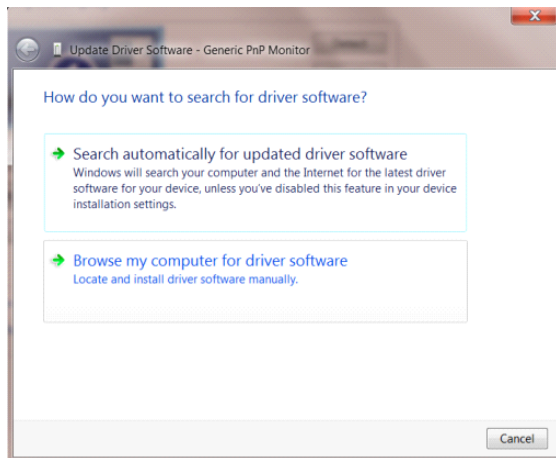 Update Driver Software - Generic PnP Monitor
How do you want to search for driver software?
Search automatically for updated driver software
Windows will search your computer and the Internet for the latest driver
software for your device, unless you've disabled this feature in your device
installation settings.
Browse my computer for driver software
Locate and install driver software manually.
Cancel